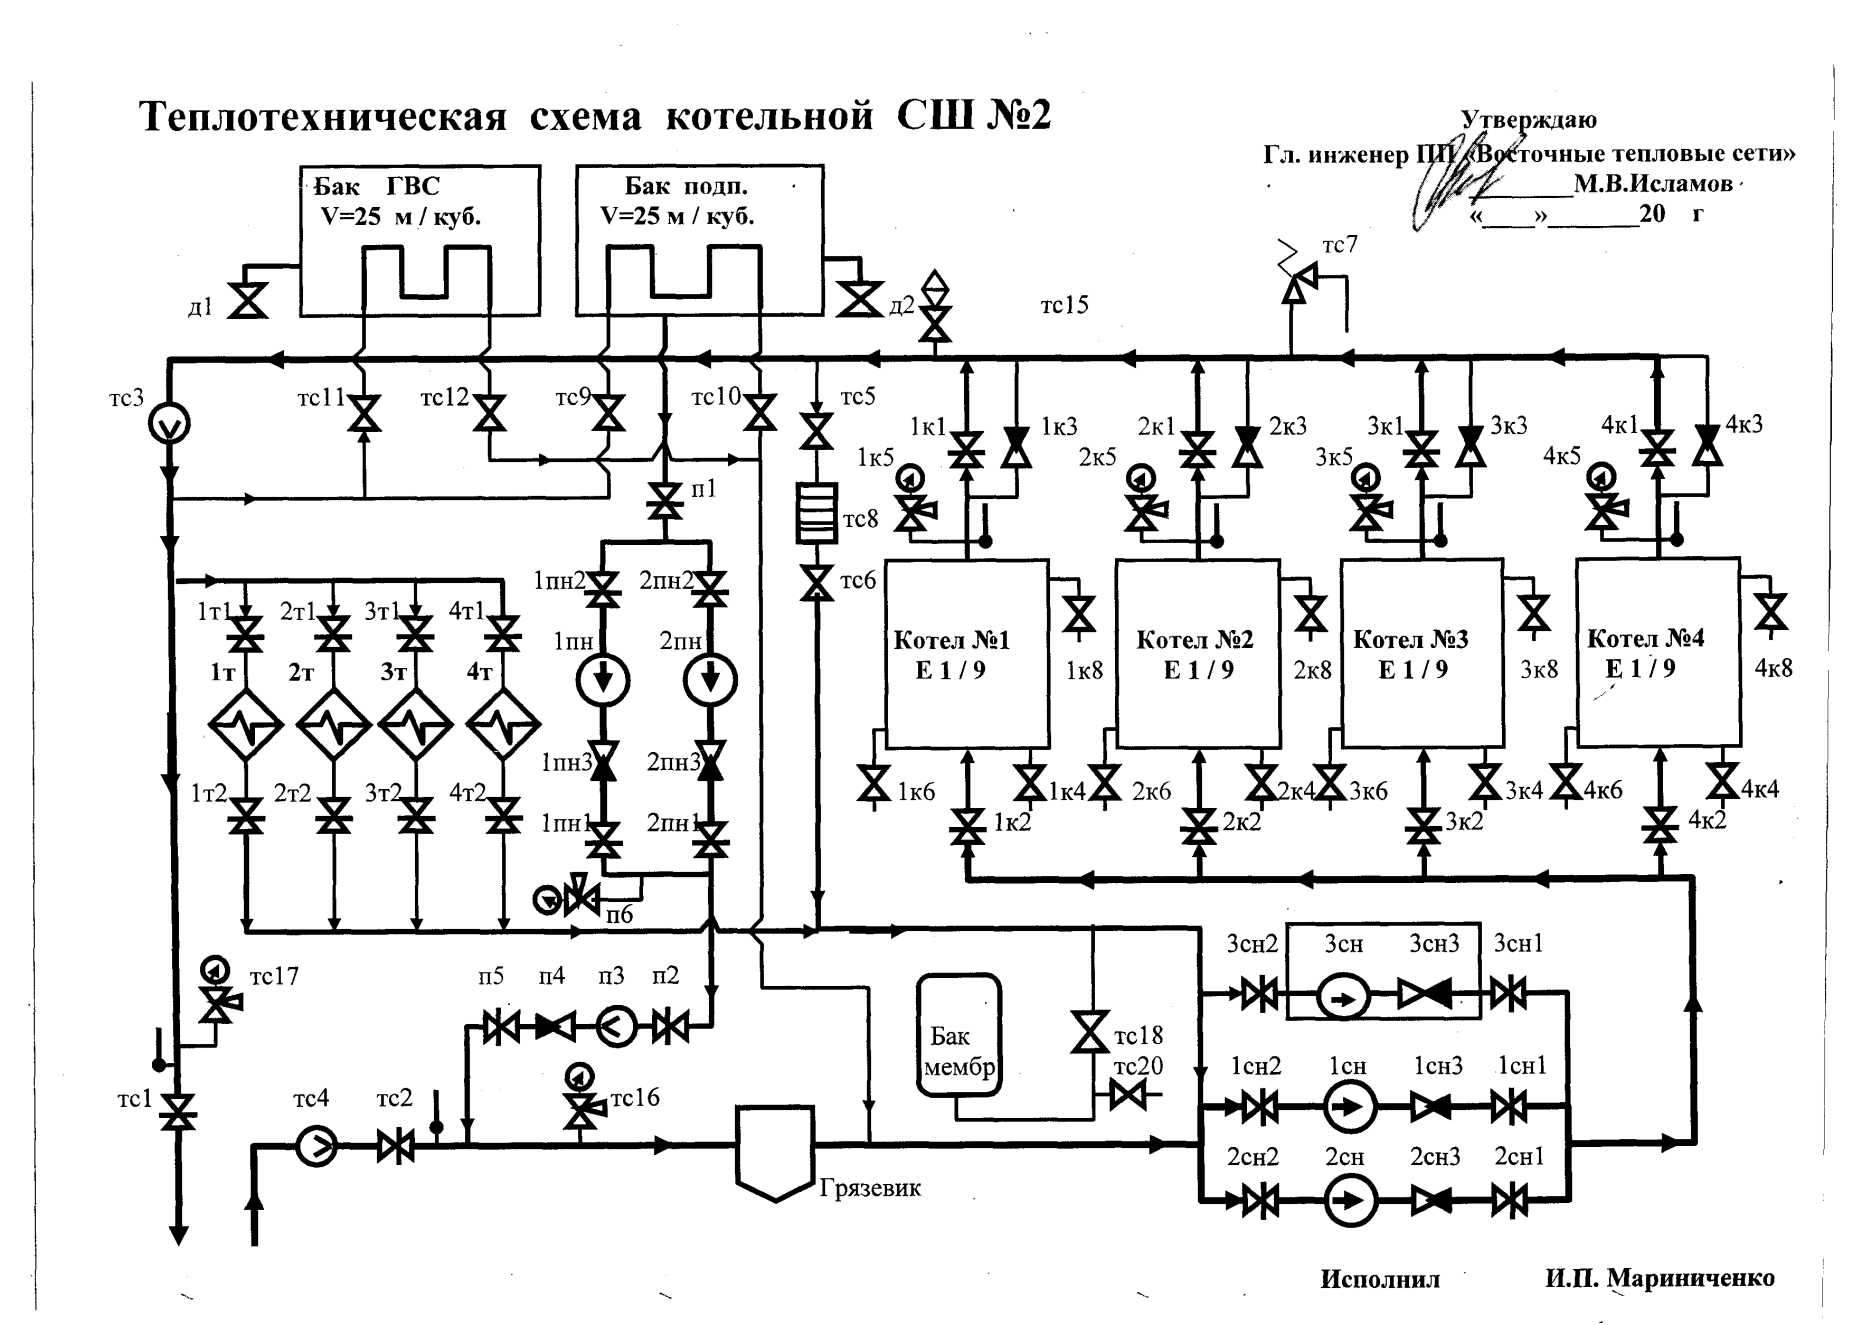 Теплотехническая схема котельной СШ №2
Утверждаю
Гл. инженер ПП «Восточные тепловые сети»
__________М.В.Исламов
«____»_______20 г
Бак ГВС
V=25 м / куб.
Бак подп.
V=25 м / куб.
д1
д2
тс15
тс7
тс3
тс11
тс12
тс9
тс10
тс5
1к1
1к3
2к1
2к3
3к1
3к3
4к1
4к3
1к5
2к5
3к5
4к5
п1
тс8
тс6
1пн2
2пн2
1т1
2т1
3т1
4т1
1пн
2пн
1т
2т
3т
4т
Котел №1
Е 1 / 9
Котел №2
Е 1 / 9
Котел №3
Е 1 / 9
Котел №4
Е 1 / 9
1к8
2к8
3к8
4к8
1пн3
2пн3
1т2
2т2
3т2
4т2
1к6
1к4
2к6
2к4
3к6
3к4
4к6
4к4
1пн1
2пн1
1к2
2к2
3к2
4к2
п6
3сн2
3сн
3сн3
3сн1
тс17
п5
п4
п3
п2
Бак
мембр
тс18
тс20
1сн2
1сн
1сн3
1сн1
тс1
тс4
тс2
тс16
2сн2
2сн
2сн3
2сн1
Грязевик
Исполнил И.П. Мариниченко